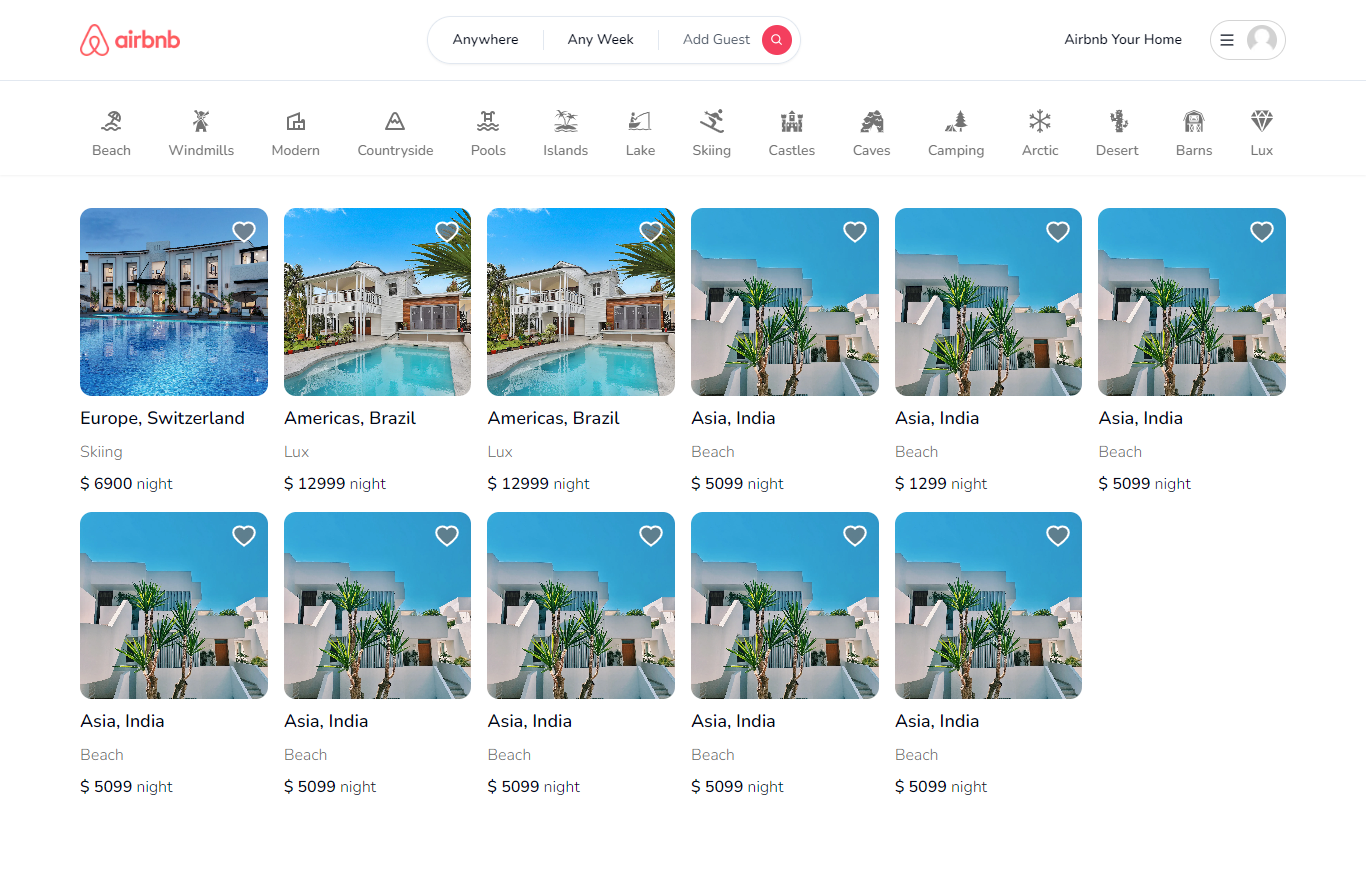 airbnb
Anywhere
Any Week
Add Guest
Airbnb Your Home
Beach
Windmills
Modern
Countryside
Pools
Islands
Lake
Skiing
Castles
Caves
Camping
Arctic
Desert
Barns
Lux
Europe, Switzerland
Skiing
$ 6900 night
Americas, Brazil
Lux
$ 12999 night
Americas, Brazil
Lux
$ 12999 night
Asia, India
Beach
$ 5099 night
Asia, India
Beach
$ 1299 night
Asia, India
Beach
$ 5099 night
Asia, India
Beach
$ 5099 night
Asia, India
Beach
$ 5099 night
Asia, India
Beach
$ 5099 night
Asia, India
Beach
$ 5099 night
Asia, India
Beach
$ 5099 night